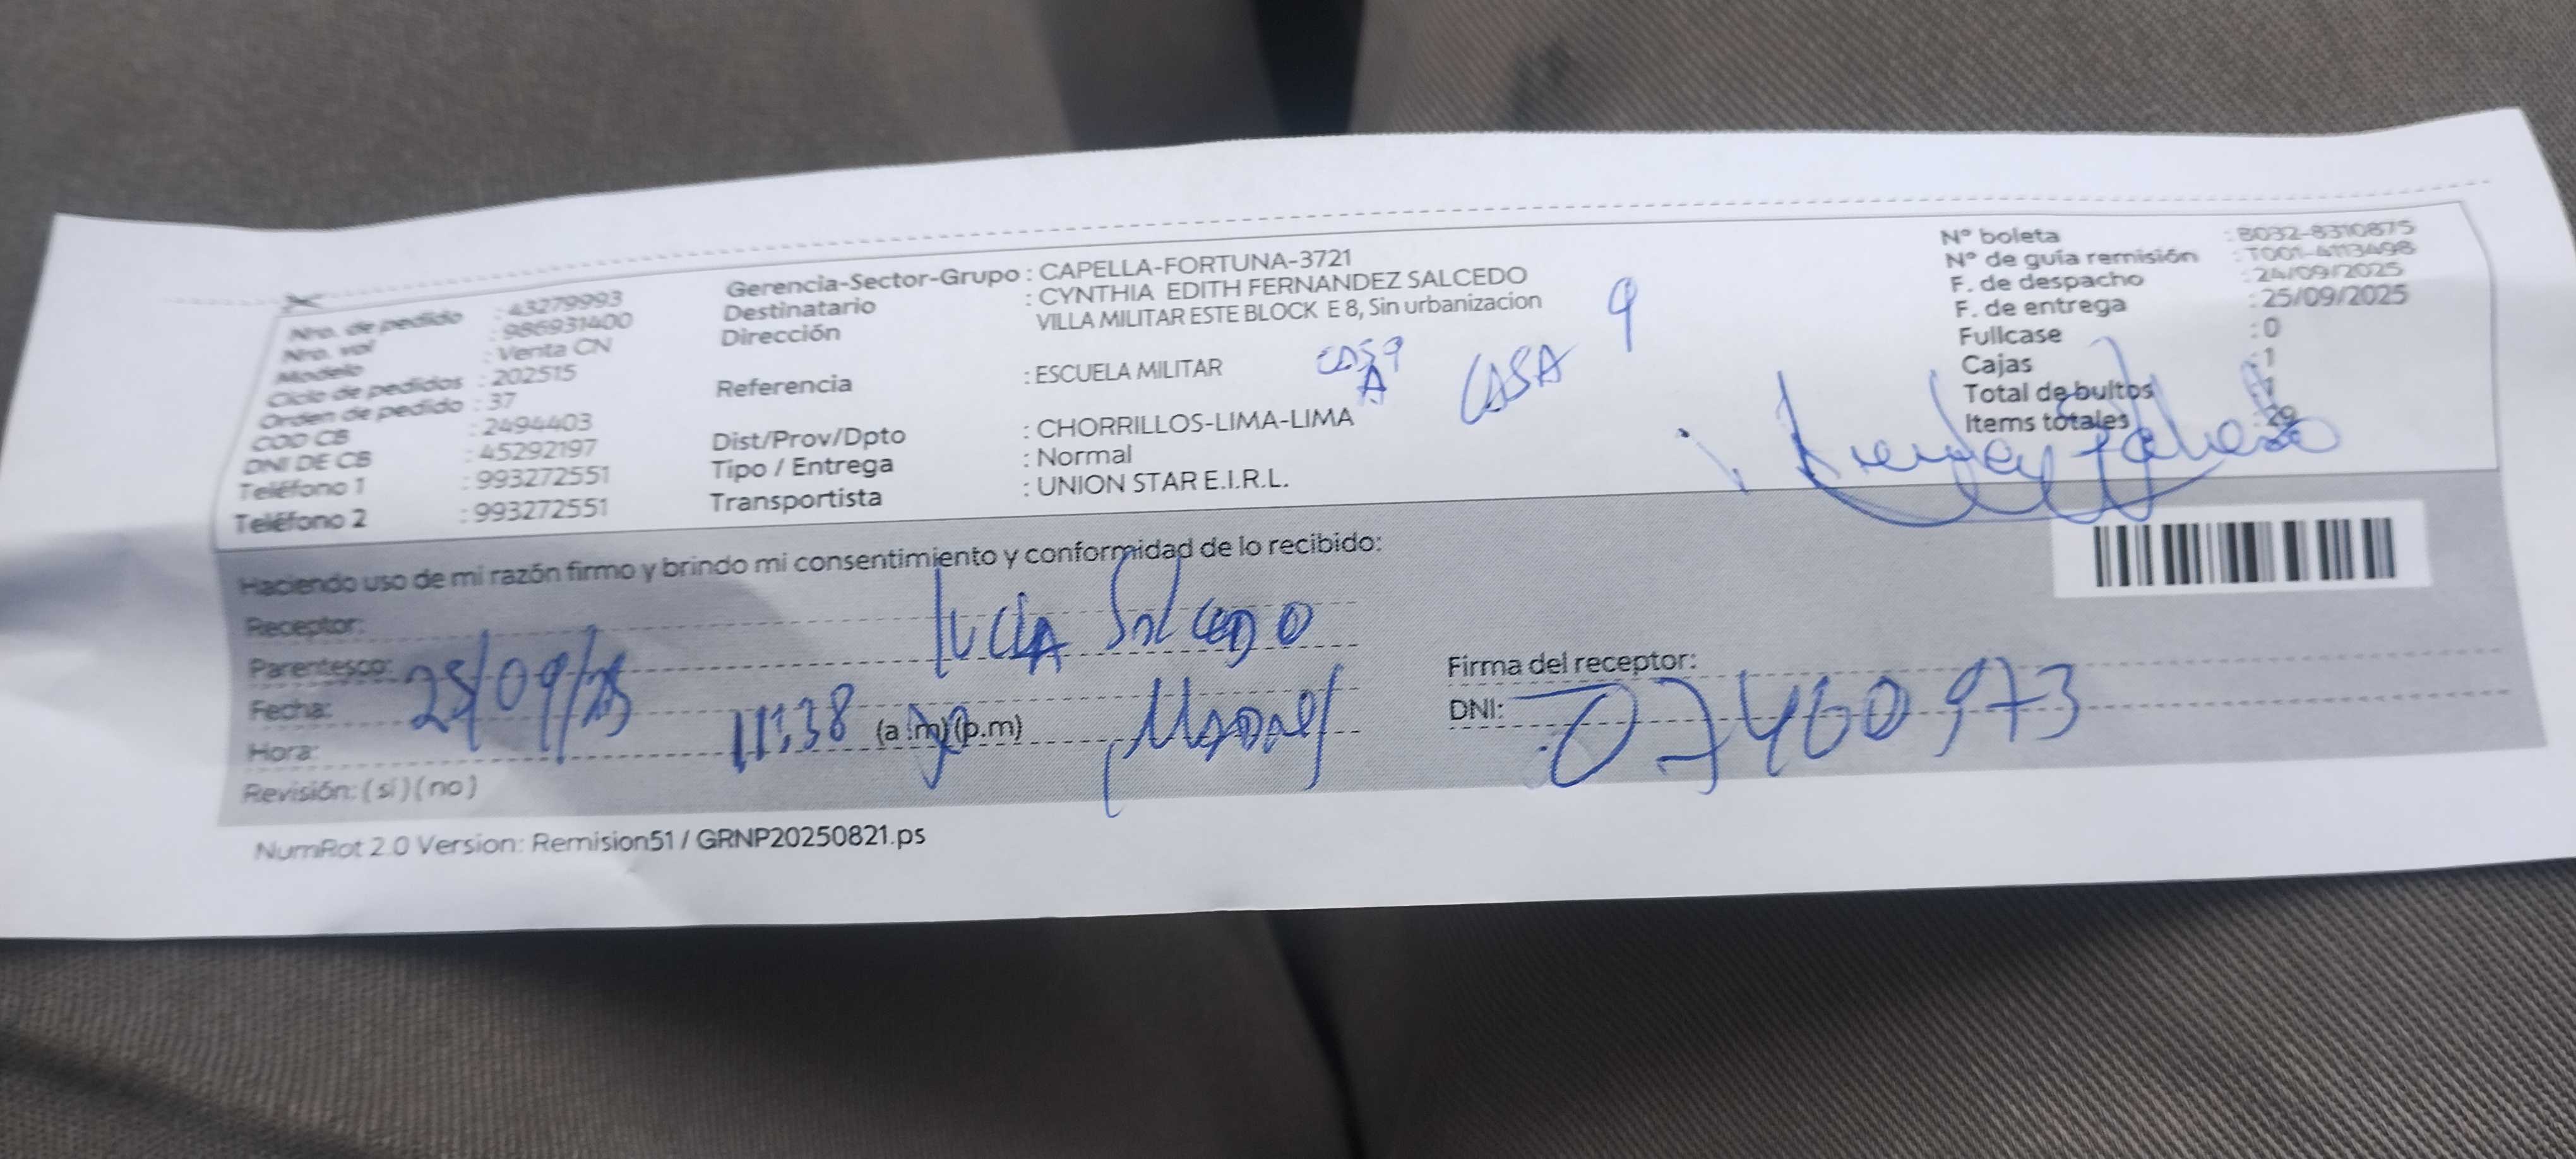 Nro. de pedido : 43279993
Nro. vol : 986931400
Modelo : Venta CN
Ciclo de pedidos : 202515
Orden de pedido : 37
COD CB : 2494403
DNI DE CB : 45292197
Teléfono 1 : 993272551
Teléfono 2 : 993272551
Gerencia-Sector-Grupo : CAPELLA-FORTUNA-3721
Destinatario : CYNTHIA EDITH FERNANDEZ SALCEDO
Dirección VILLA MILITAR ESTE BLOCK E 8, Sin urbanizacion
9
Referencia : ESCUELA MILITAR
CASA
Dist/Prov/Dpto : CHORRILLOS-LIMA-LIMA
Tipo / Entrega : Normal
Transportista : UNION STAR E.I.R.L.
N° boleta : B032-8310875
N° de guía remisión : T001-4113498
F. de despacho : 24/09/2025
F. de entrega : 25/09/2025
Fullcase : 0
Cajas : 1
Total de bultos : 1
Items totales : 29
Haciendo uso de mi razón firmo y brindo mi consentimiento y conformidad de lo recibido:
Receptor: Lucia Salcedo
Parentesco:
Fecha: 25/09/25
Hora: 11:38 (a .m)(p.m)
Revisión: ( si ) ( no )
Firma del receptor:
DNI: 07460973
NumRot 2.0 Version: Remision51 / GRNP20250821.ps